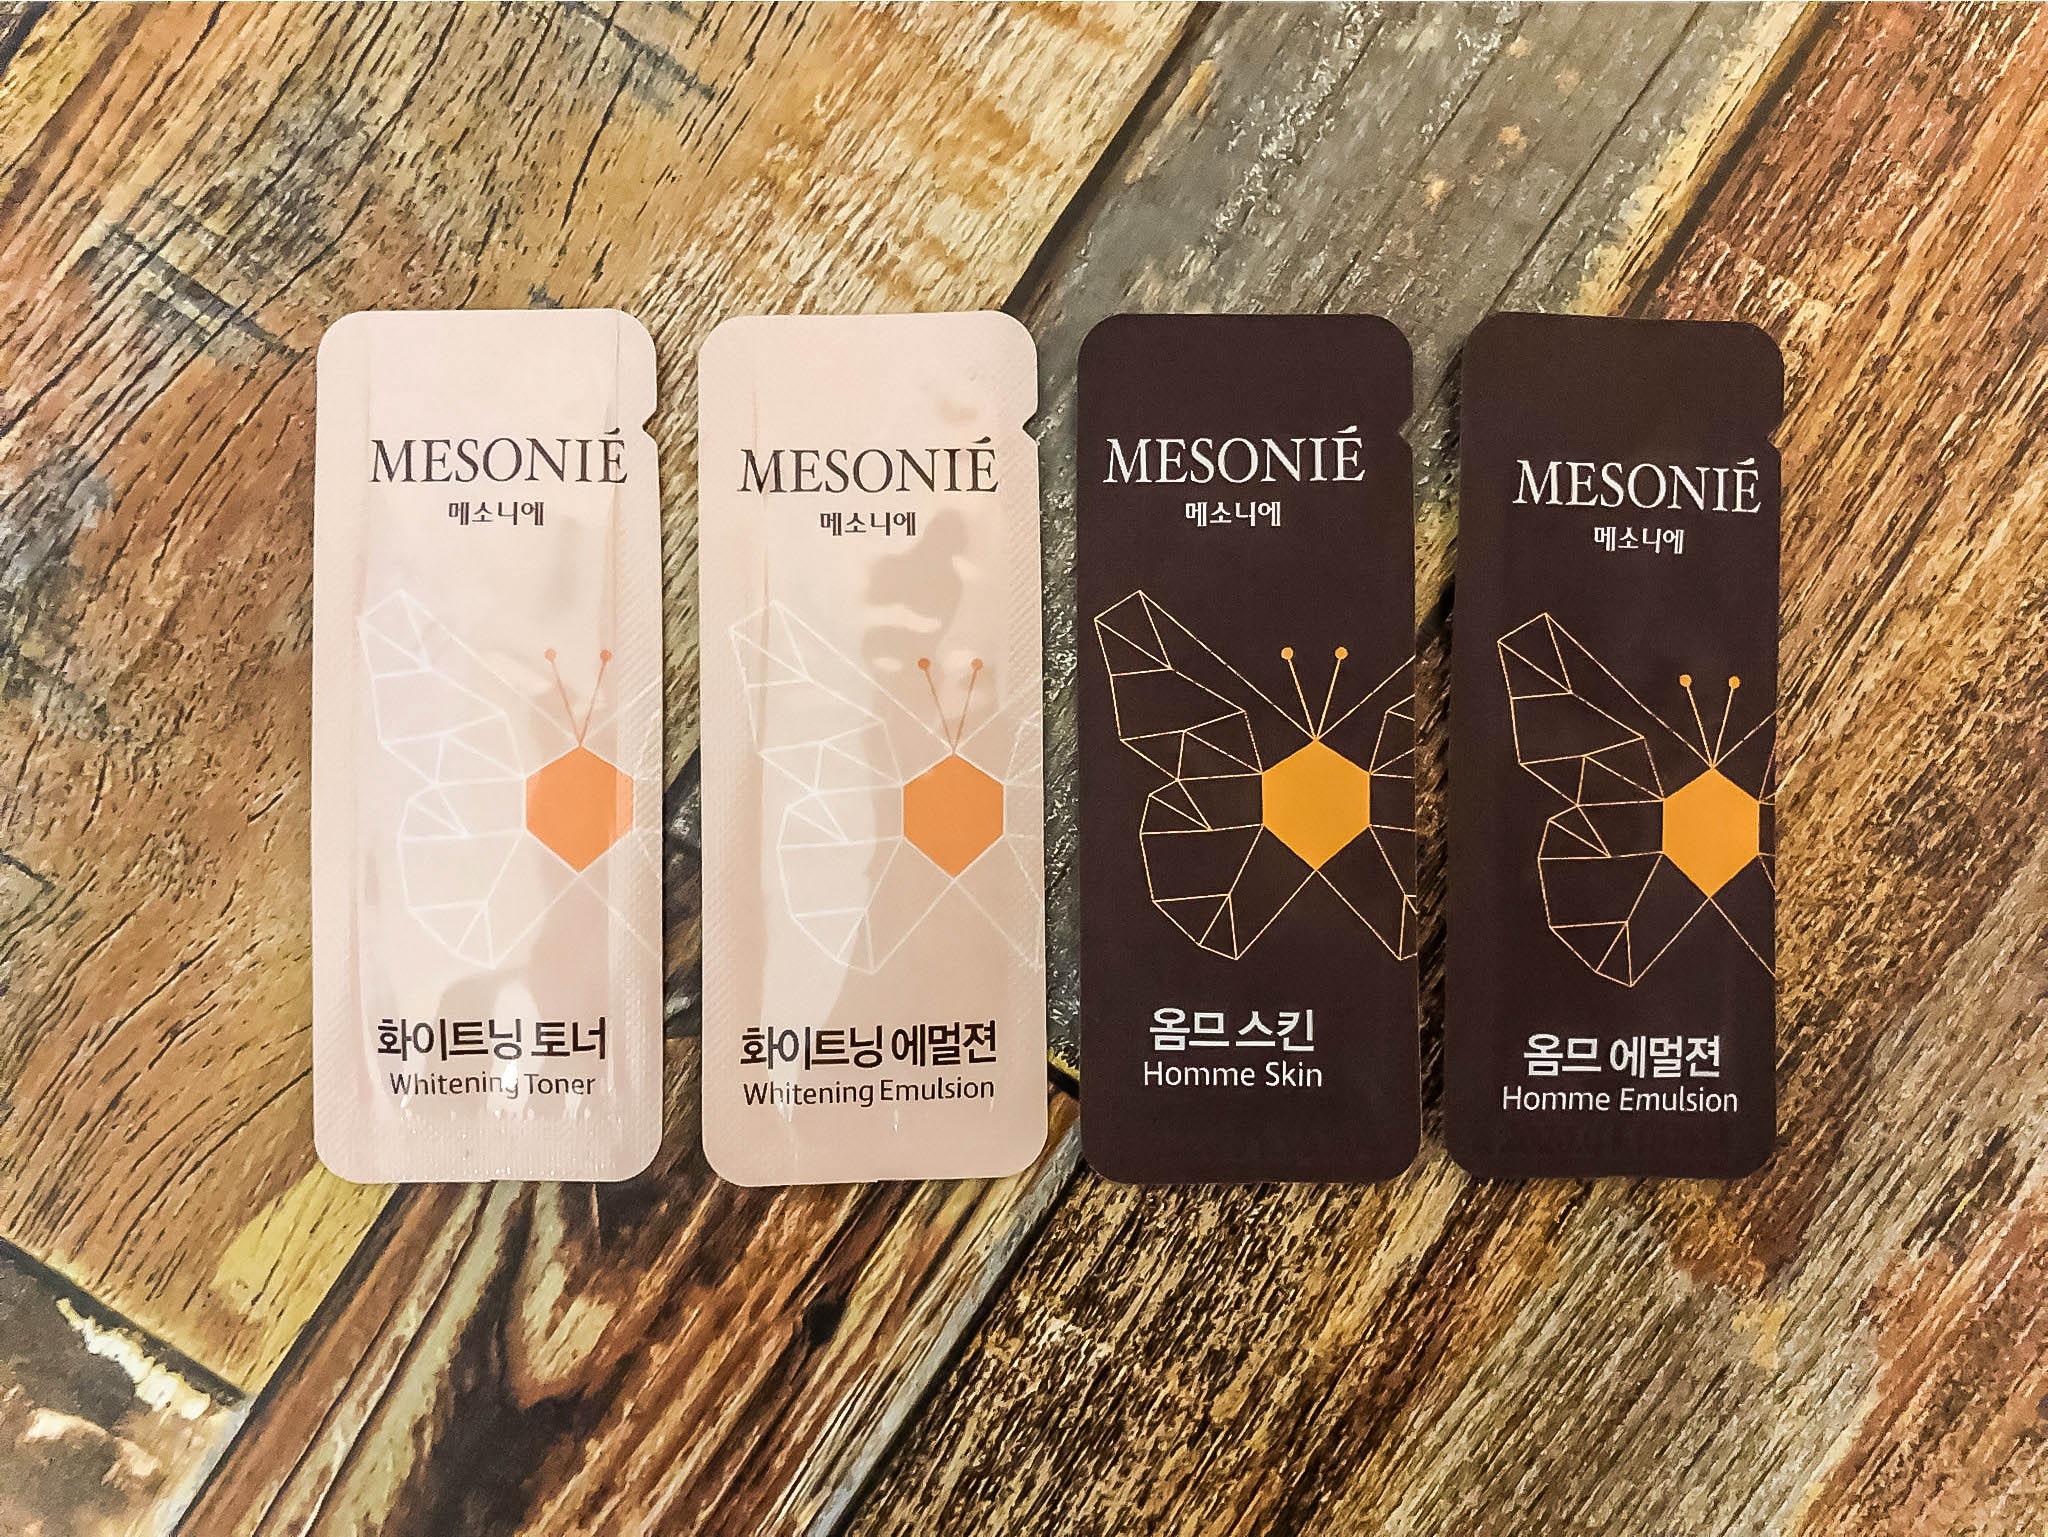 MESONIÉ
메소니에
화이트닝 토너
Whitening Toner
MESONIÉ
메소니에
화이트닝 에멀젼
Whitening Emulsion
MESONIÉ
메소니에
옴므 스킨
Homme Skin
MESONIÉ
메소니에
옴므 에멀젼
Homme Emulsion